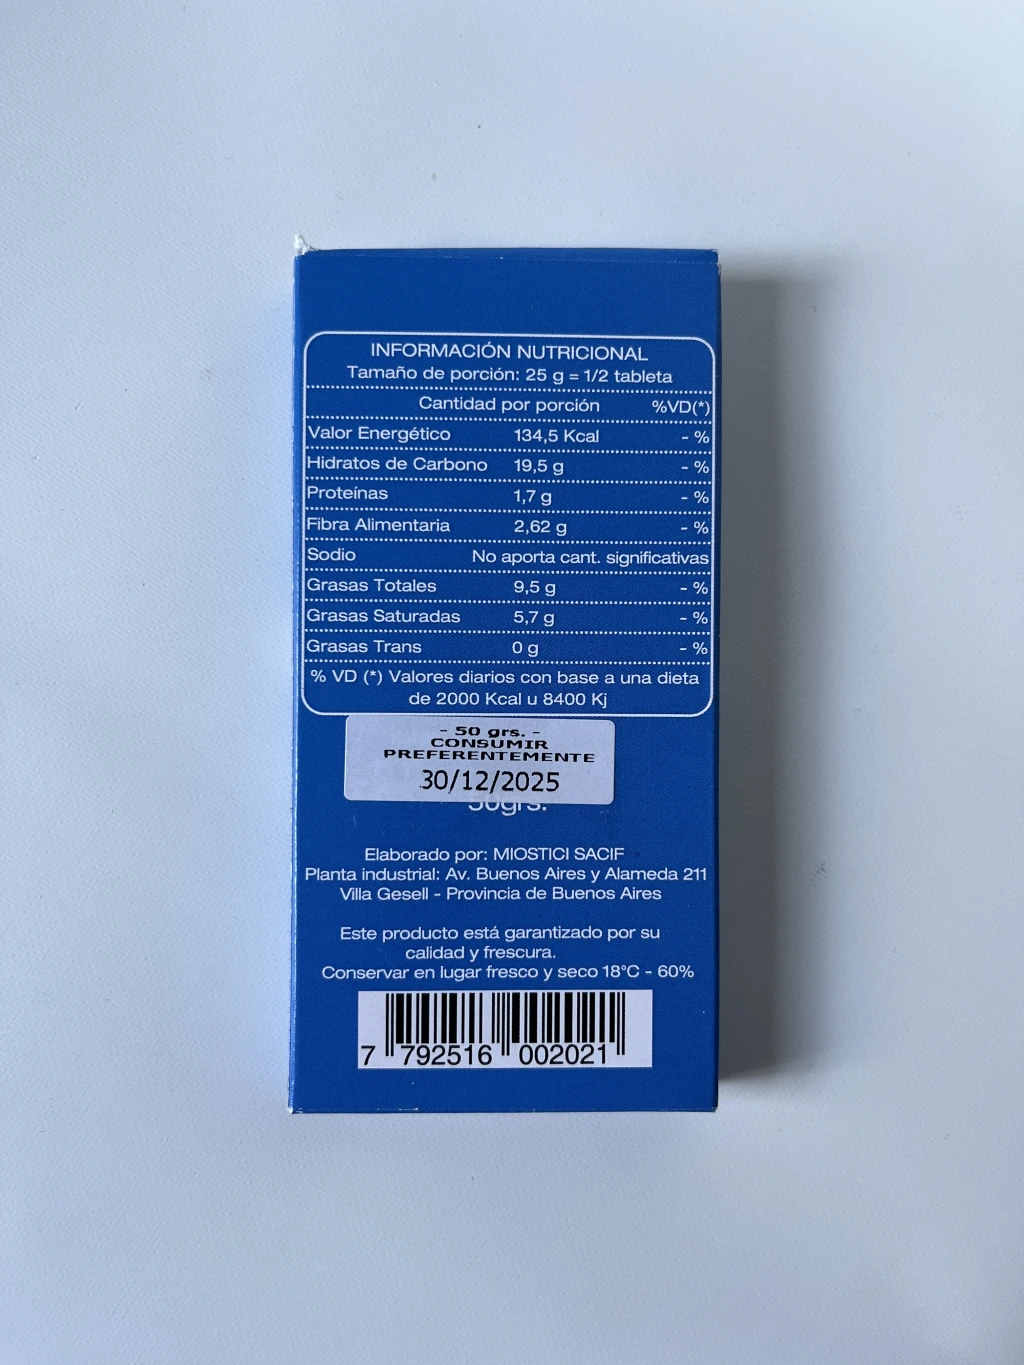 INFORMACIÓN NUTRICIONAL
Tamaño de porción: 25 g = 1/2 tableta
Cantidad por porción %VD(*)
Valor Energético 134,5 Kcal - %
Hidratos de Carbono 19,5 g - %
Proteínas 1,7 g - %
Fibra Alimentaria 2,62 g - %
Sodio No aporta cant. significativas
Grasas Totales 9,5 g - %
Grasas Saturadas 5,7 g - %
Grasas Trans 0 g - %
% VD (*) Valores diarios con base a una dieta
de 2000 Kcal u 8400 Kj
- 50 grs. -
CONSUMIR
PREFERENTEMENTE
30/12/2025
50grs.
Elaborado por: MIOSTICI SACIF
Planta industrial: Av. Buenos Aires y Alameda 211
Villa Gesell - Provincia de Buenos Aires
Este producto está garantizado por su
calidad y frescura.
Conservar en lugar fresco y seco 18°C - 60%
7 792516 002021